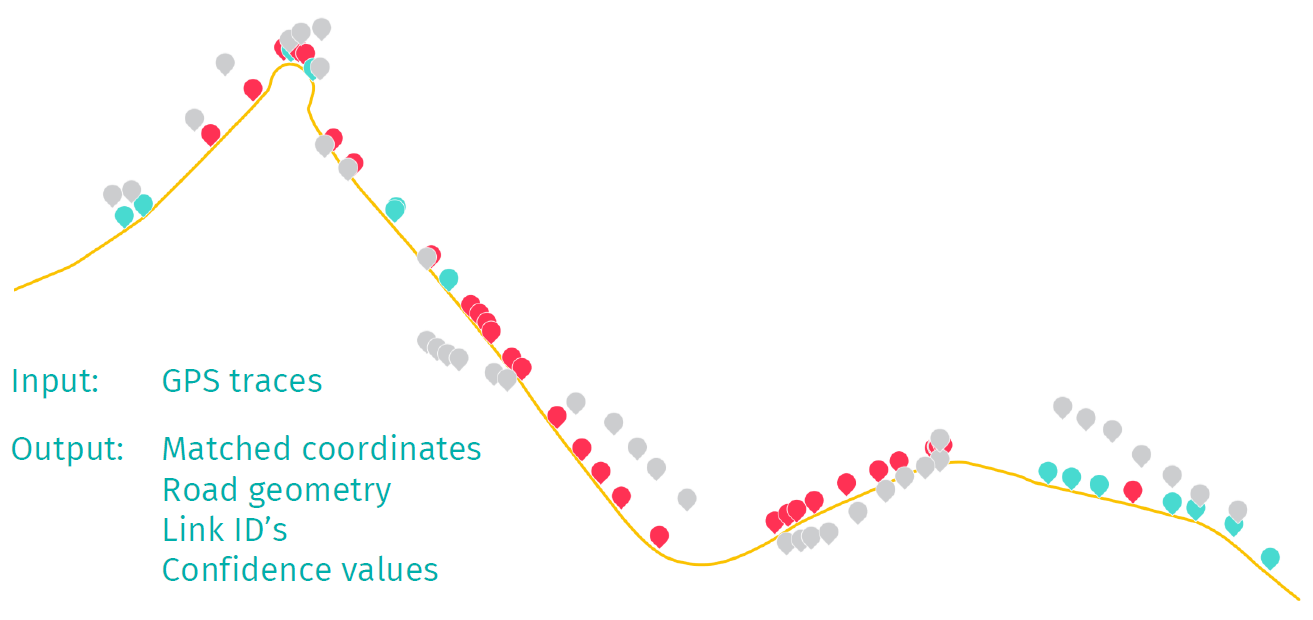 Input: GPS traces
Output: Matched coordinates
Road geometry
Link ID’s
Confidence values